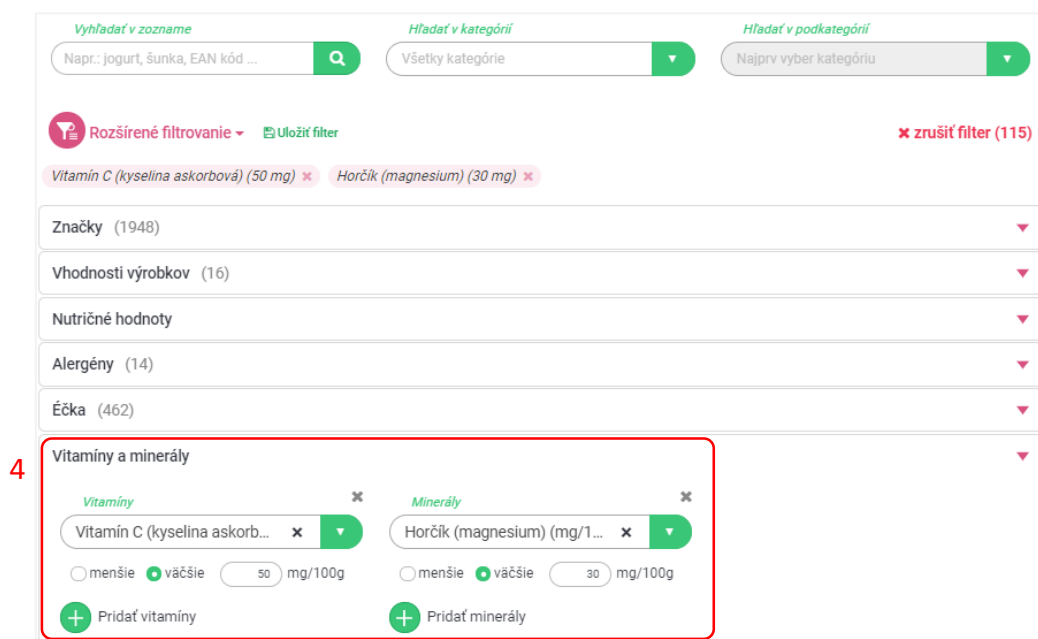 Vyhľadať v zozname Hľadať v kategórií Hľadať v podkategórií
Napr.: jogurt, šunka, EAN kód ... Všetky kategórie Najprv vyber kategóriu
Rozšírené filtrovanie Uložiť filter zrušiť filter (115)
Vitamín C (kyselina askorbová) (50 mg) Horčík (magnesium) (30 mg)
Značky (1948)
Vhodnosti výrobkov (16)
Nutričné hodnoty
Alergény (14)
Éčka (462)
4
Vitamíny a minerály
Vitamíny Minerály
Vitamín C (kyselina askorb... Horčík (magnesium) (mg/1...
menšie väčšie 50 mg/100g menšie väčšie 30 mg/100g
Pridať vitamíny Pridať minerály